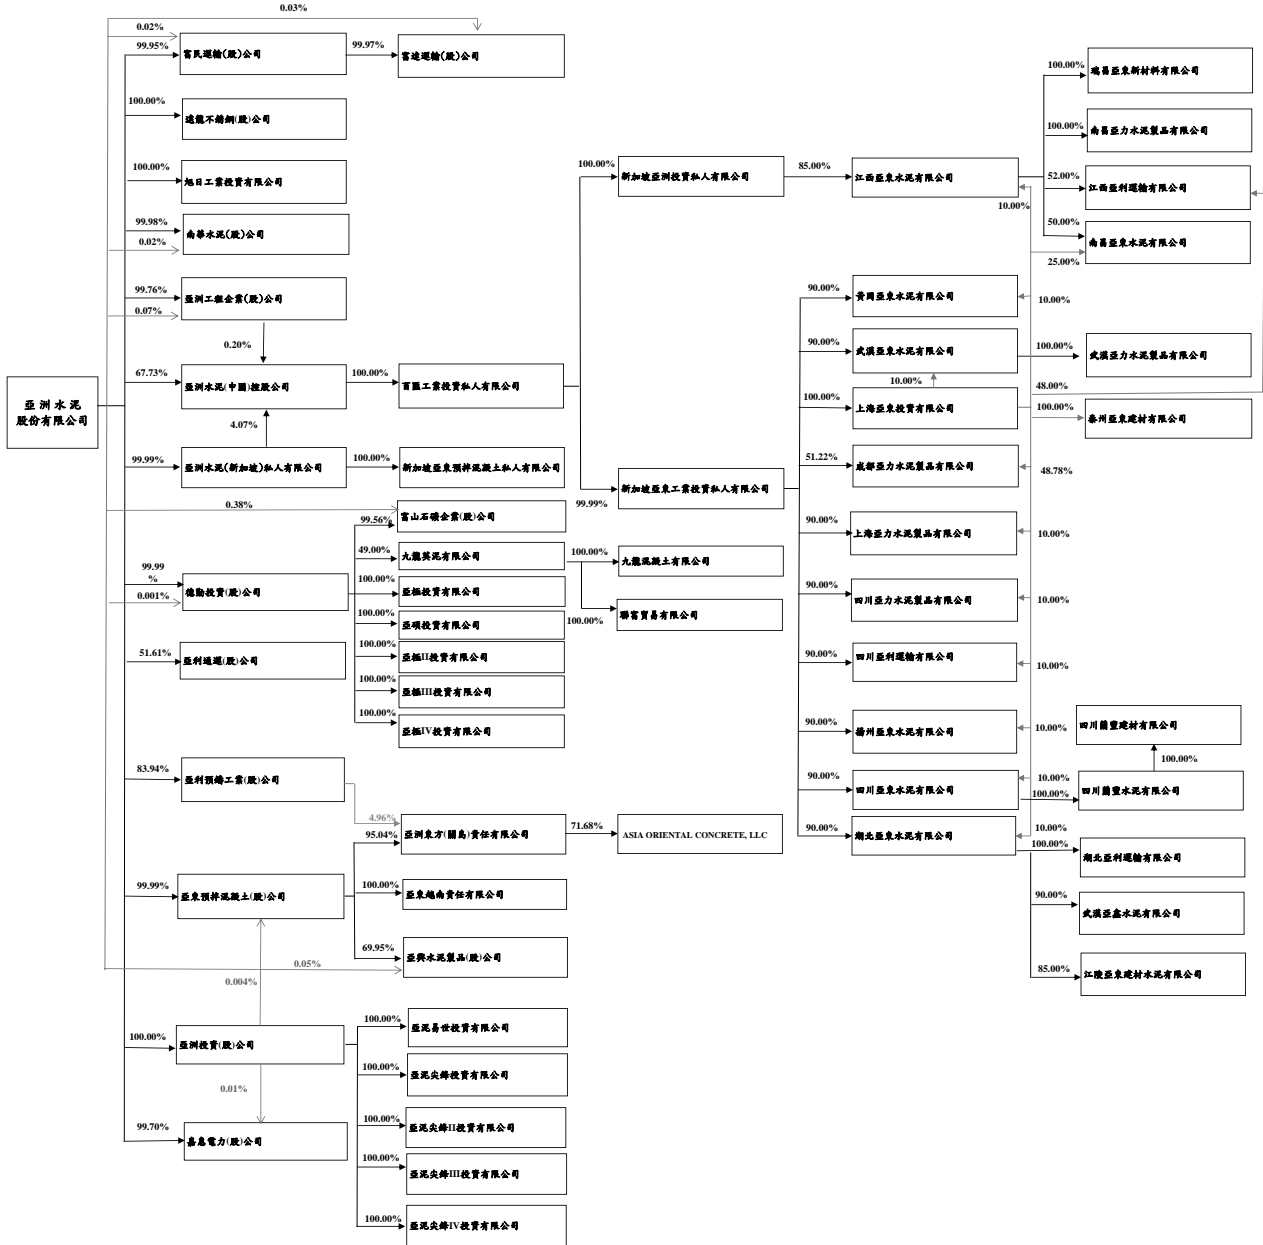 0.03%
0.02%
99.95%
富民運輸(股)公司
99.97%
富達運輸(股)公司
100.00%
遠龍不銹鋼(股)公司
100.00%
旭日工業投資有限公司
99.98%
南華水泥(股)公司
0.02%
99.76%
亞洲工程企業(股)公司
0.07%
0.20%
67.73%
亞洲水泥(中國)控股公司
100.00%
百匯工業投資私人有限公司
亞洲水泥
股份有限公司
4.07%
99.99%
亞洲水泥(新加坡)私人有限公司
100.00%
新加坡亞東預拌混凝土私人有限公司
0.38%
富山石礦企業(股)公司
99.56%
99.99
%
0.001%
德勤投資(股)公司
49.00%
九龍英泥有限公司
100.00%
九龍混凝土有限公司
100.00%
聯富貿易有限公司
100.00%
亞極投資有限公司
100.00%
亞碩投資有限公司
100.00%
亞極II投資有限公司
100.00%
亞極III投資有限公司
100.00%
亞極IV投資有限公司
51.61%
亞利通運(股)公司
83.94%
亞利預鑄工業(股)公司
4.96%
95.04%
亞洲東方(關島)責任有限公司
71.68%
ASIA ORIENTAL CONCRETE, LLC
99.99%
亞東預拌混凝土(股)公司
100.00%
亞東越南責任有限公司
69.95%
亞興水泥製品(股)公司
0.05%
0.004%
100.00%
亞洲投資(股)公司
0.01%
99.70%
嘉惠電力(股)公司
100.00%
亞泥易世投資有限公司
100.00%
亞泥尖鋒投資有限公司
100.00%
亞泥尖鋒II投資有限公司
100.00%
亞泥尖鋒III投資有限公司
100.00%
亞泥尖鋒IV投資有限公司
100.00%
新加坡亞洲投資私人有限公司
85.00%
江西亞東水泥有限公司
10.00%
100.00%
瑞昌亞東新材料有限公司
100.00%
南昌亞力水泥製品有限公司
52.00%
江西亞利運輸有限公司
50.00%
南昌亞東水泥有限公司
25.00%
99.99%
新加坡亞東工業投資私人有限公司
90.00%
黃岡亞東水泥有限公司
10.00%
90.00%
武漢亞東水泥有限公司
100.00%
武漢亞力水泥製品有限公司
10.00%
48.00%
100.00%
上海亞東投資有限公司
100.00%
泰州亞東建材有限公司
51.22%
成都亞力水泥製品有限公司
48.78%
90.00%
上海亞力水泥製品有限公司
10.00%
90.00%
四川亞力水泥製品有限公司
10.00%
90.00%
四川亞利運輸有限公司
10.00%
90.00%
揚州亞東水泥有限公司
10.00%
四川蘭豐建材有限公司
100.00%
90.00%
四川亞東水泥有限公司
10.00%
100.00%
四川蘭豐水泥有限公司
90.00%
湖北亞東水泥有限公司
10.00%
100.00%
湖北亞利運輸有限公司
90.00%
武漢亞鑫水泥有限公司
85.00%
江陵亞東建材水泥有限公司